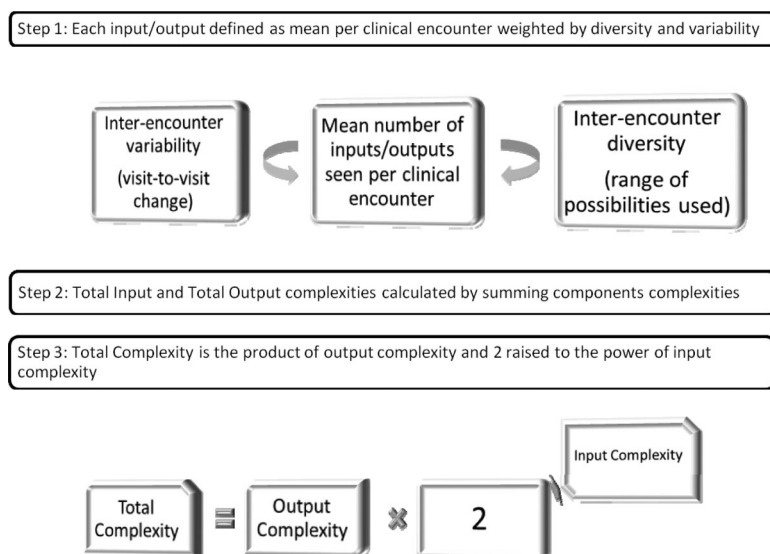 Step 1: Each input/output defined as mean per clinical encounter weighted by diversity and variability
Inter-encounter
variability
(visit-to-visit
change)
Mean number of
inputs/outputs
seen per clinical
encounter
Inter-encounter
diversity
(range of
possibilities used)
Step 2: Total Input and Total Output complexities calculated by summing components complexities
Step 3: Total Complexity is the product of output complexity and 2 raised to the power of input
complexity
Input Complexity
Total
Complexity
=
Output
Complexity
×
2
^